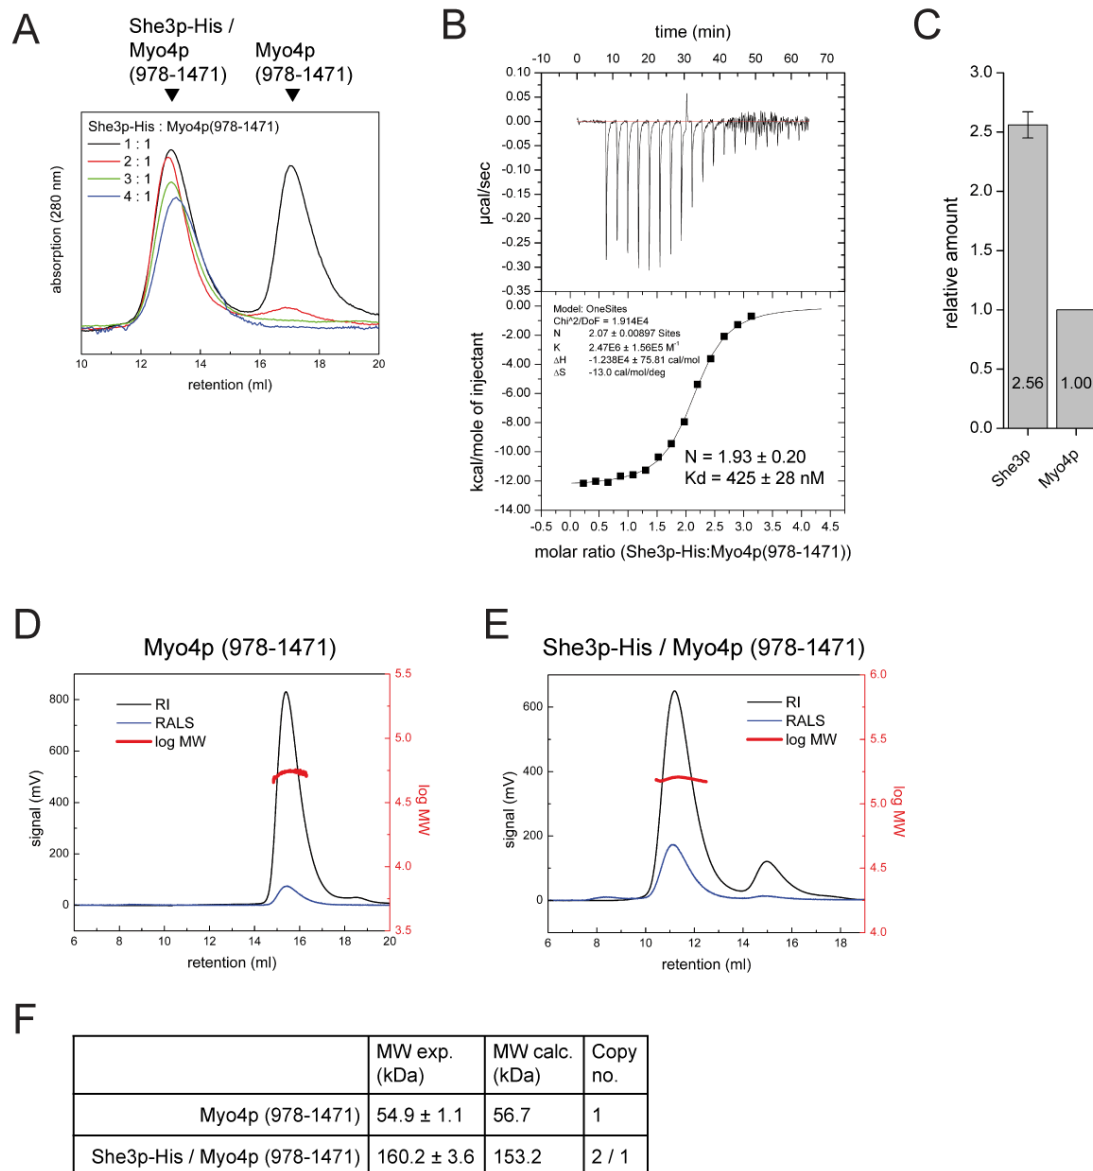 A
She3p-His /
Myo4p
(978-1471)
Myo4p
(978-1471)
She3p-His : Myo4p(978-1471)
1 : 1
2 : 1
3 : 1
4 : 1
absorption (280 nm)
10 12 14 16 18 20
retention (ml)
B
time (min)
-10 0 10 20 30 40 50 60 70
0.10
0.05
0.00
-0.05
-0.10
-0.15
-0.20
-0.25
-0.30
-0.35
µcal/sec
0.00
-2.00
-4.00
-6.00
-8.00
-10.00
-12.00
-14.00
kcal/mole of injectant
Model: OneSites
Chi^2/DoF = 1.914E4
N 2.07 ± 0.00897 Sites
K 2.47E6 ± 1.56E5 M⁻¹
ΔH -1.238E4 ± 75.81 cal/mol
ΔS -13.0 cal/mol/deg
N = 1.93 ± 0.20
Kd = 425 ± 28 nM
-0.5 0.0 0.5 1.0 1.5 2.0 2.5 3.0 3.5 4.0 4.5
molar ratio (She3p-His:Myo4p(978-1471))
C
3.0
2.5
2.0
1.5
1.0
0.5
0.0
relative amount
2.56
1.00
She3p
Myo4p
D
Myo4p (978-1471)
RI
RALS
log MW
800
600
400
200
0
signal (mV)
5.5
5.0
4.5
4.0
3.5
log MW
6 8 10 12 14 16 18 20
retention (ml)
E
She3p-His / Myo4p (978-1471)
RI
RALS
log MW
600
400
200
0
signal (mV)
6.0
5.5
5.0
4.5
4.0
log MW
6 8 10 12 14 16 18
retention (ml)
F
MW exp. (kDa) MW calc. (kDa) Copy no.
Myo4p (978-1471) 54.9 ± 1.1 56.7 1
She3p-His / Myo4p (978-1471) 160.2 ± 3.6 153.2 2 / 1